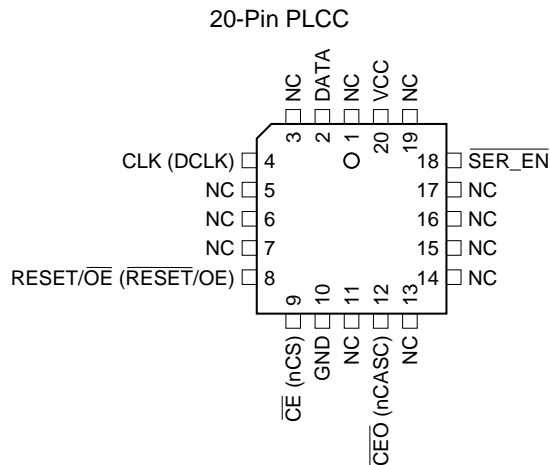 20-Pin PLCC
NC
DATA
NC
VCC
NC
3
2
1
20
19
CLK (DCLK) 4
18 SER_EN
NC 5
17 NC
NC 6
16 NC
NC 7
15 NC
RESET/OE (RESET/OE) 8
14 NC
9
10
11
12
13
CE (nCS)
GND
NC
CEO (nCASC)
NC